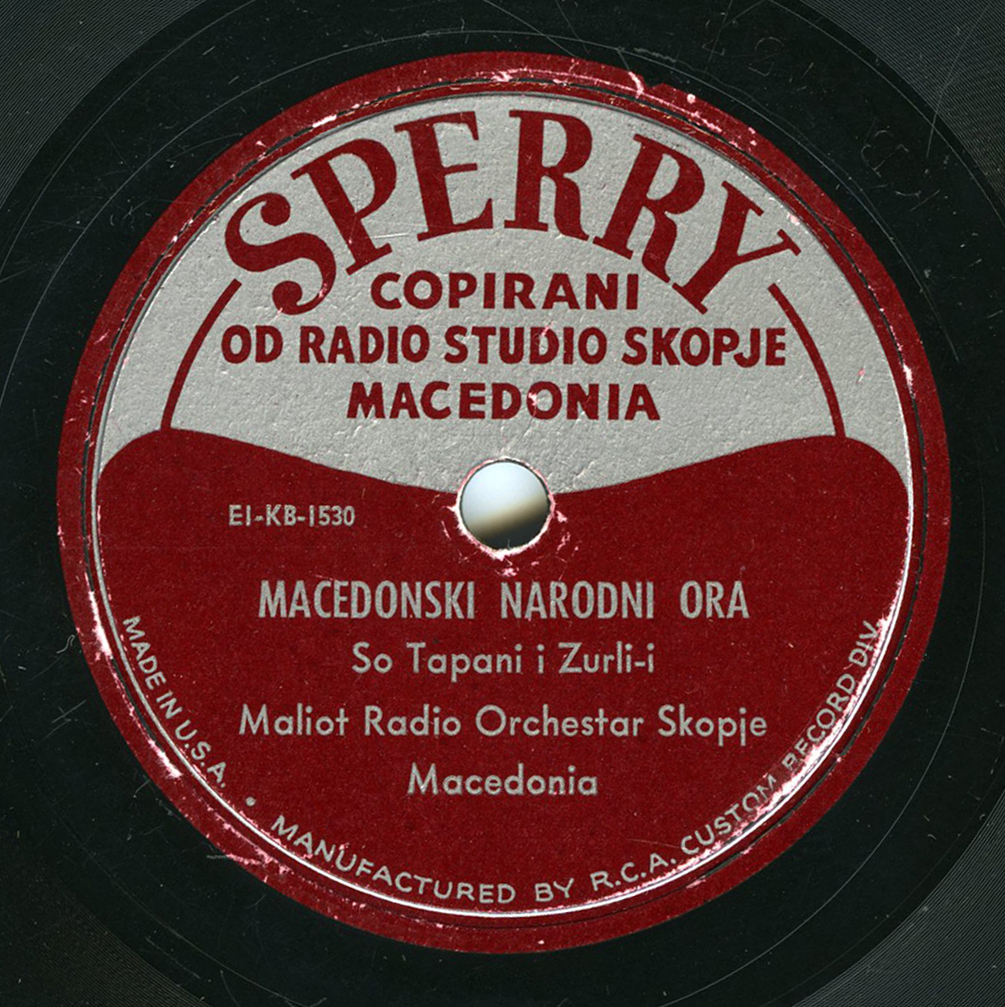 SPERRY
COPIRANI
OD RADIO STUDIO SKOPJE
MACEDONIA
EI-KB-1530
MACEDONSKI NARODNI ORA
So Tapani i Zurli-i
Maliot Radio Orchestar Skopje
Macedonia
MADE IN U.S.A. • MANUFACTURED BY R.C.A. CUSTOM RECORD DIV.